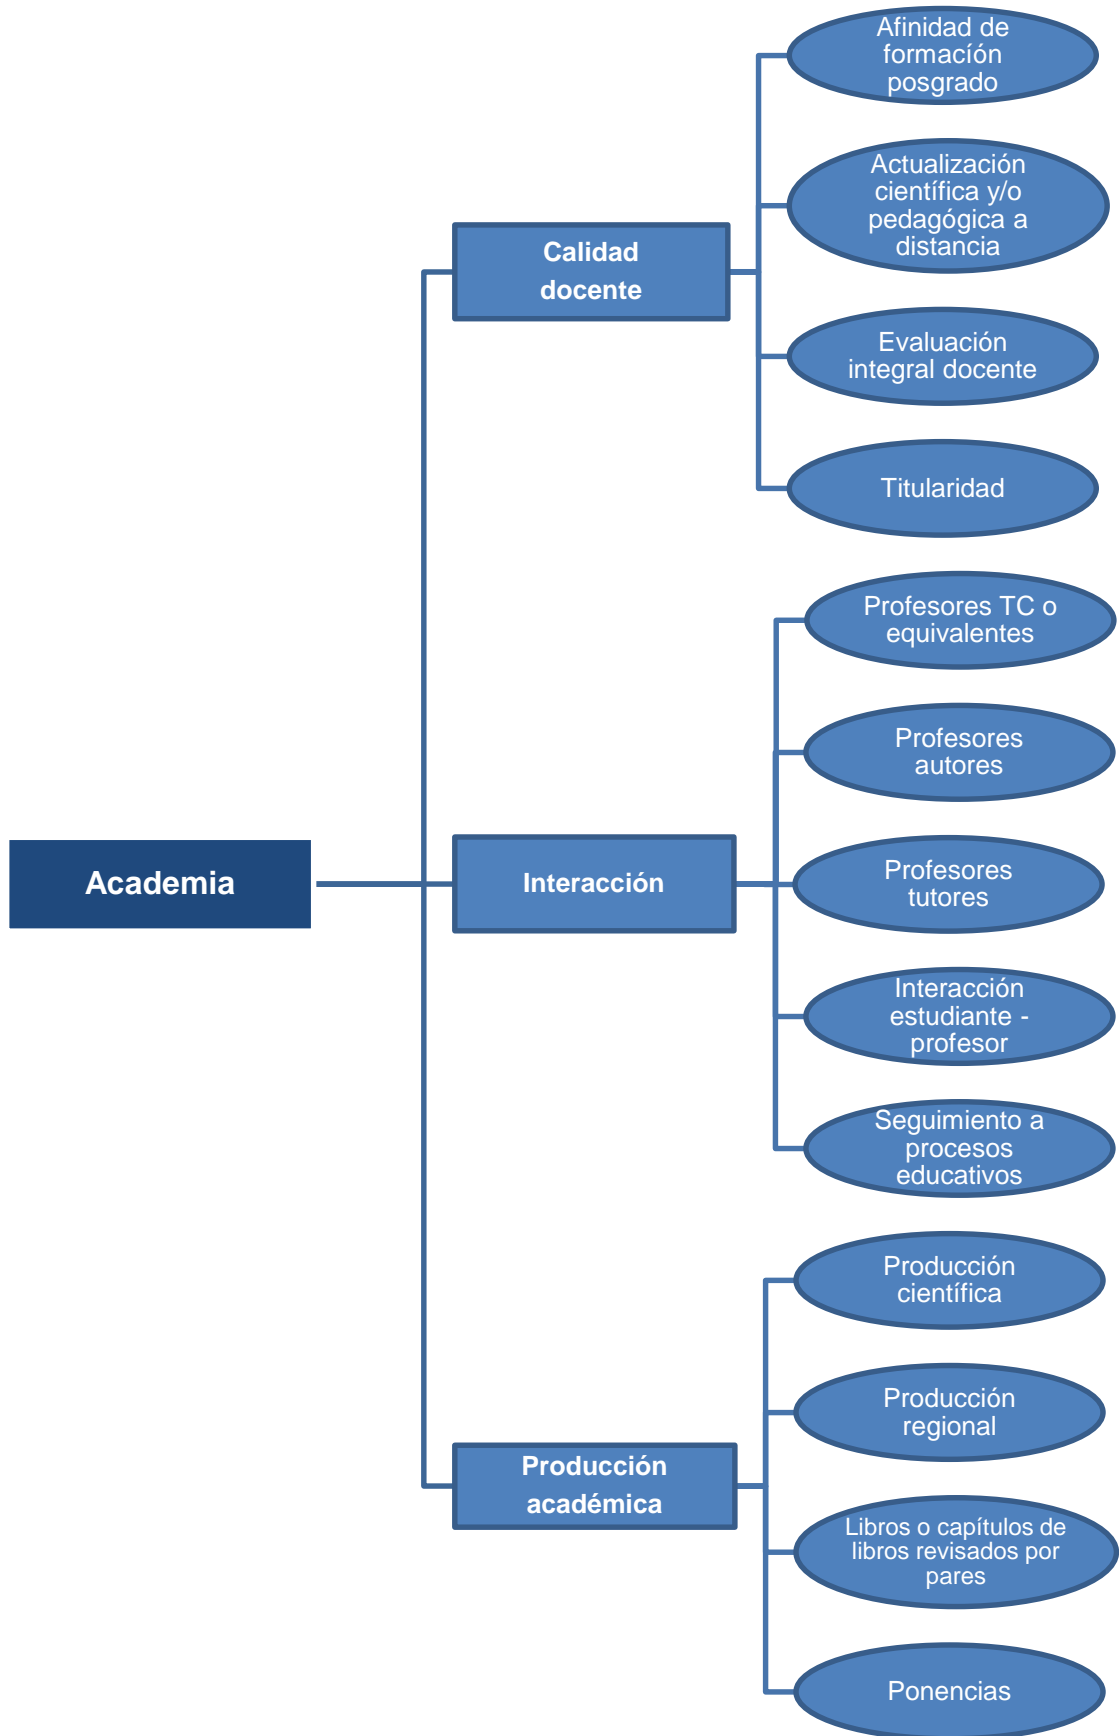 Academia
Calidad
docente
Afinidad de
formacíón
posgrado
Actualización
científica y/o
pedagógica a
distancia
Evaluación
integral docente
Titularidad
Interacción
Profesores TC o
equivalentes
Profesores
autores
Profesores
tutores
Interacción
estudiante -
profesor
Seguimiento a
procesos
educativos
Producción
académica
Producción
científica
Producción
regional
Libros o capítulos de
libros revisados por
pares
Ponencias